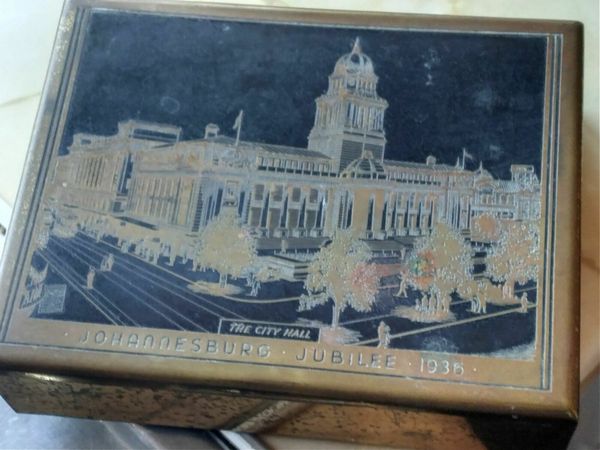 THE CITY HALL
· JOHANNESBURG · JUBILEE · 1936 ·